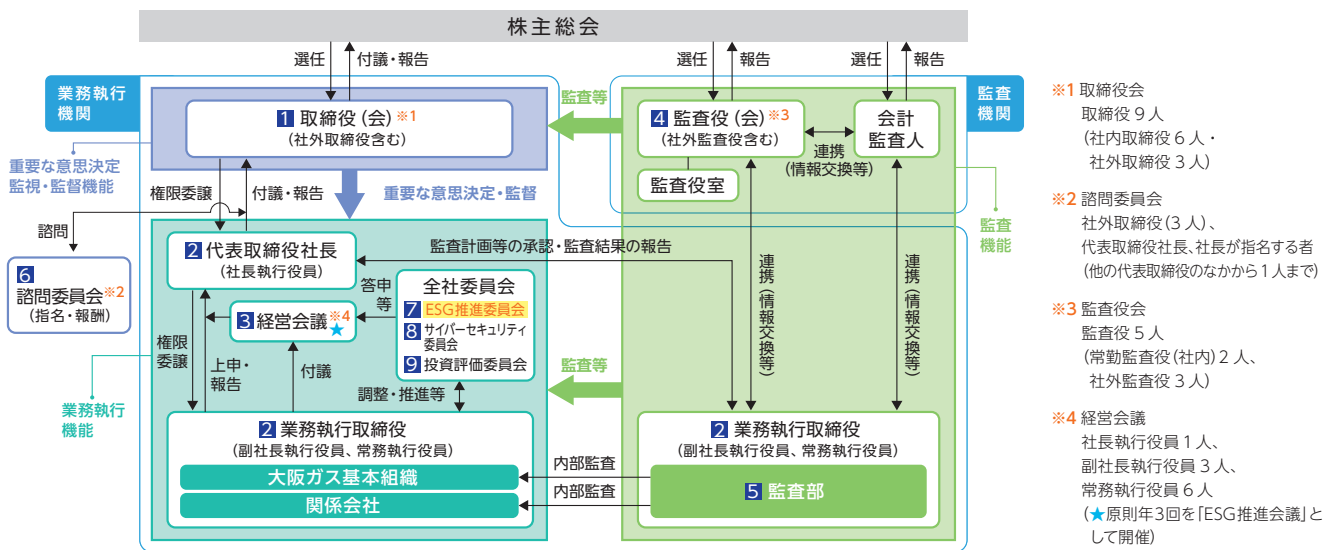 株主総会
選任
付議・報告
選任
報告
選任
報告
業務執行
機関
1 取締役(会)※1
(社外取締役含む)
監査等
4 監査役(会)※3
(社外監査役含む)
会計
監査人
監査
機関
連携
(情報交換等)
監査役室
重要な意思決定
監視・監督機能
権限委譲
付議・報告
重要な意思決定・監督
監査
機能
諮問
6
諮問委員会※2
(指名・報酬)
2 代表取締役社長
(社長執行役員)
監査計画等の承認・監査結果の報告
答申
等
全社委員会
7 ESG推進委員会
8 サイバーセキュリティ
委員会
9 投資評価委員会
3 経営会議※4
★
連携(情報交換等)
連携(情報交換等)
権限
委譲
上申・
報告
付議
調整・推進等
監査等
業務執行
機能
2 業務執行取締役
(副社長執行役員、常務執行役員)
大阪ガス基本組織
関係会社
内部監査
内部監査
2 業務執行取締役
(副社長執行役員、常務執行役員)
5 監査部
※1 取締役会
取締役9人
(社内取締役6人・
社外取締役3人)
※2 諮問委員会
社外取締役(3人)、
代表取締役社長、社長が指名する者
(他の代表取締役のなかから1人まで)
※3 監査役会
監査役5人
(常勤監査役(社内)2人、
社外監査役3人)
※4 経営会議
社長執行役員1人、
副社長執行役員3人、
常務執行役員6人
(★原則年3回を「ESG推進会議」と
して開催)